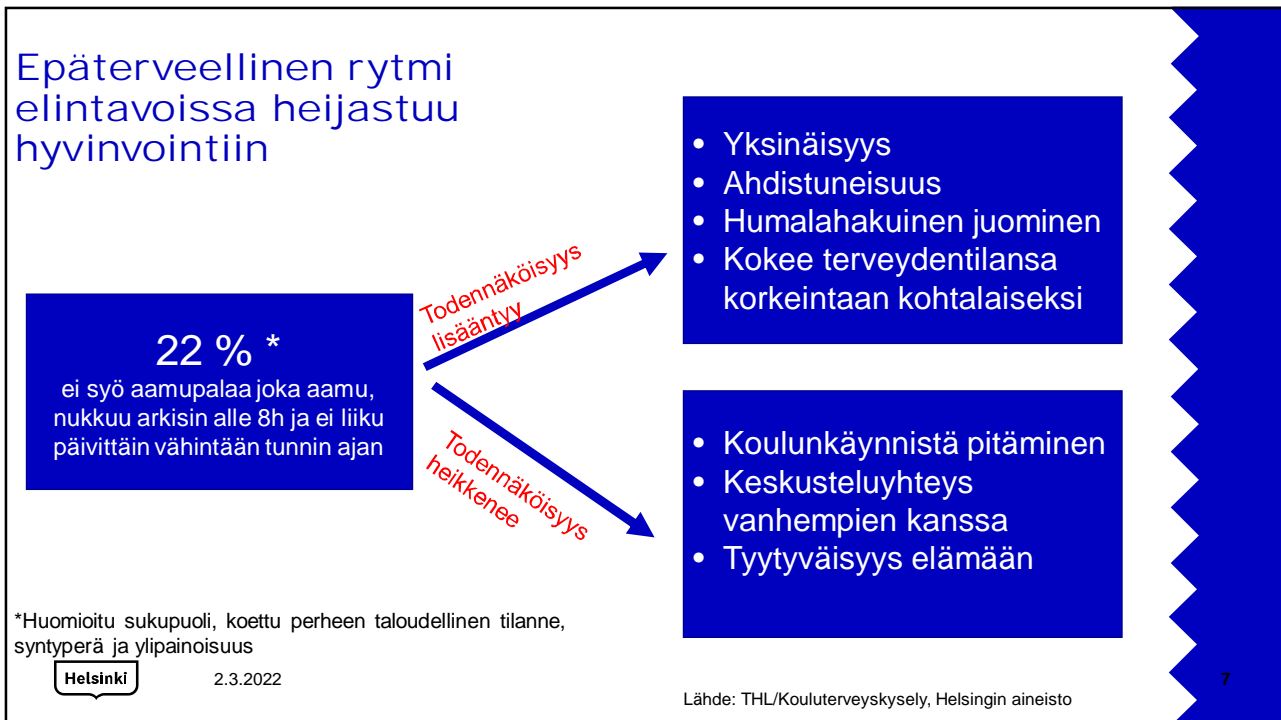 Epäterveellinen rytmi
elintavoissa heijastuu
hyvinvointiin
22 % *
ei syö aamupalaa joka aamu,
nukkuu arkisin alle 8h ja ei liiku
päivittäin vähintään tunnin ajan
Todennäköisyys
lisääntyy
• Yksinäisyys
• Ahdistuneisuus
• Humalahakuinen juominen
• Kokee terveydentilansa
korkeintaan kohtalaiseksi
Todennäköisyys
heikkenee
• Koulunkäynnistä pitäminen
• Keskusteluyhteys
vanhempien kanssa
• Tyytyväisyys elämään
*Huomioitu sukupuoli, koettu perheen taloudellinen tilanne,
syntyperä ja ylipainoisuus
Helsinki
2.3.2022
Lähde: THL/Kouluterveyskysely, Helsingin aineisto
7